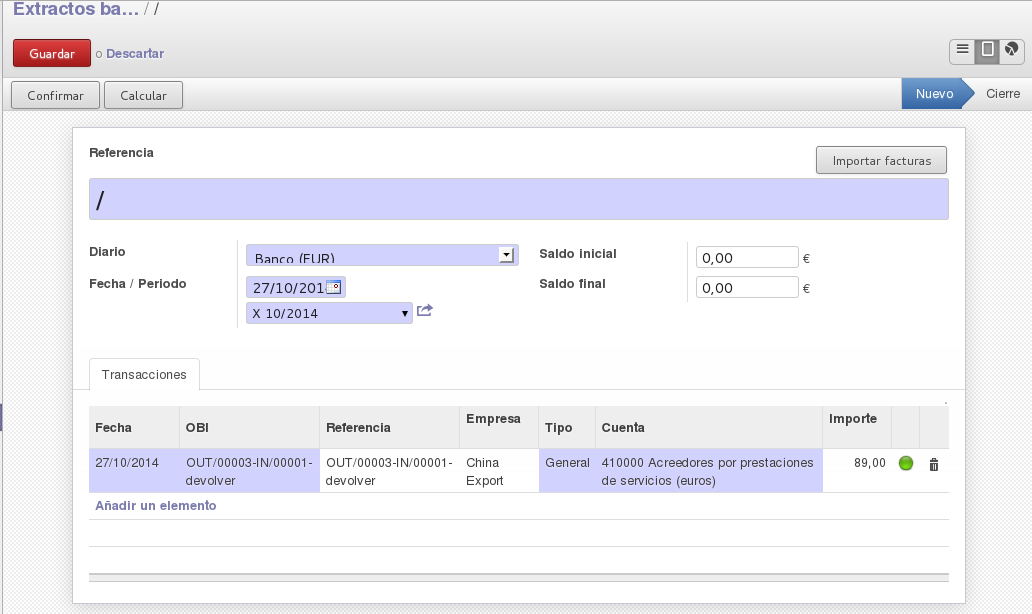 Extractos ba... / /
Guardar o Descartar
Confirmar Calcular Nuevo Cierre
Referencia
Importar facturas
/
Diario Banco (EUR) Saldo inicial 0,00 €
Fecha / Periodo 27/10/201 Saldo final 0,00 €
X 10/2014
Transacciones
Fecha OBI Referencia Empresa Tipo Cuenta Importe
27/10/2014 OUT/00003-IN/00001- OUT/00003-IN/00001- China General 410000 Acreedores por prestaciones 89,00
devolver devolver Export de servicios (euros)
Añadir un elemento